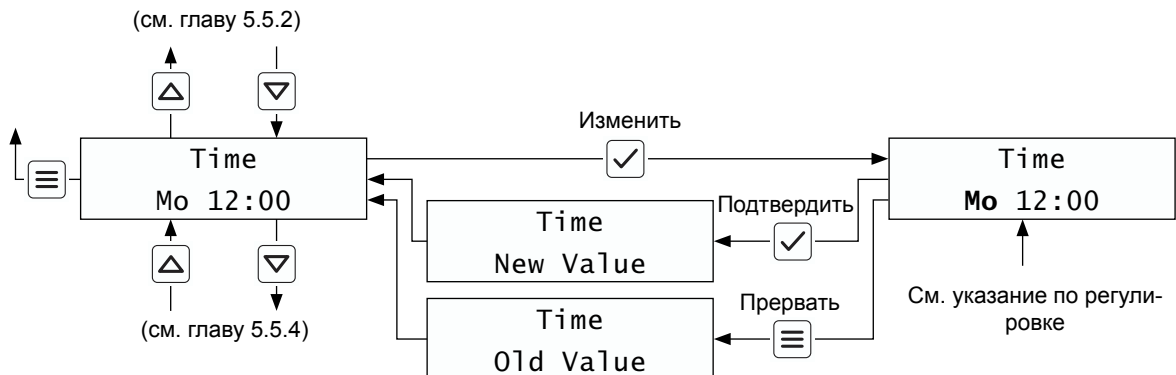 (см. главу 5.5.2)
Изменить
Time
Mo 12:00
Time
Mo 12:00
Подтвердить
Time
New Value
Прервать
Time
Old Value
(см. главу 5.5.4)
См. указание по регули-
ровке